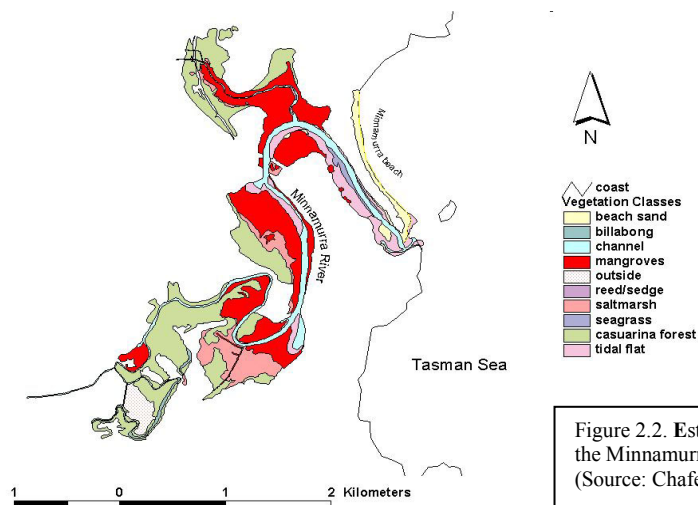 Minnamurra beach
Minnamurra River
Tasman Sea
N
coast
Vegetation Classes
beach sand
billabong
channel
mangroves
outside
reed/sedge
saltmarsh
seagrass
casuarina forest
tidal flat
1 0 1 2 Kilometers
Figure 2.2. Est
the Minnamurr
(Source: Chafe